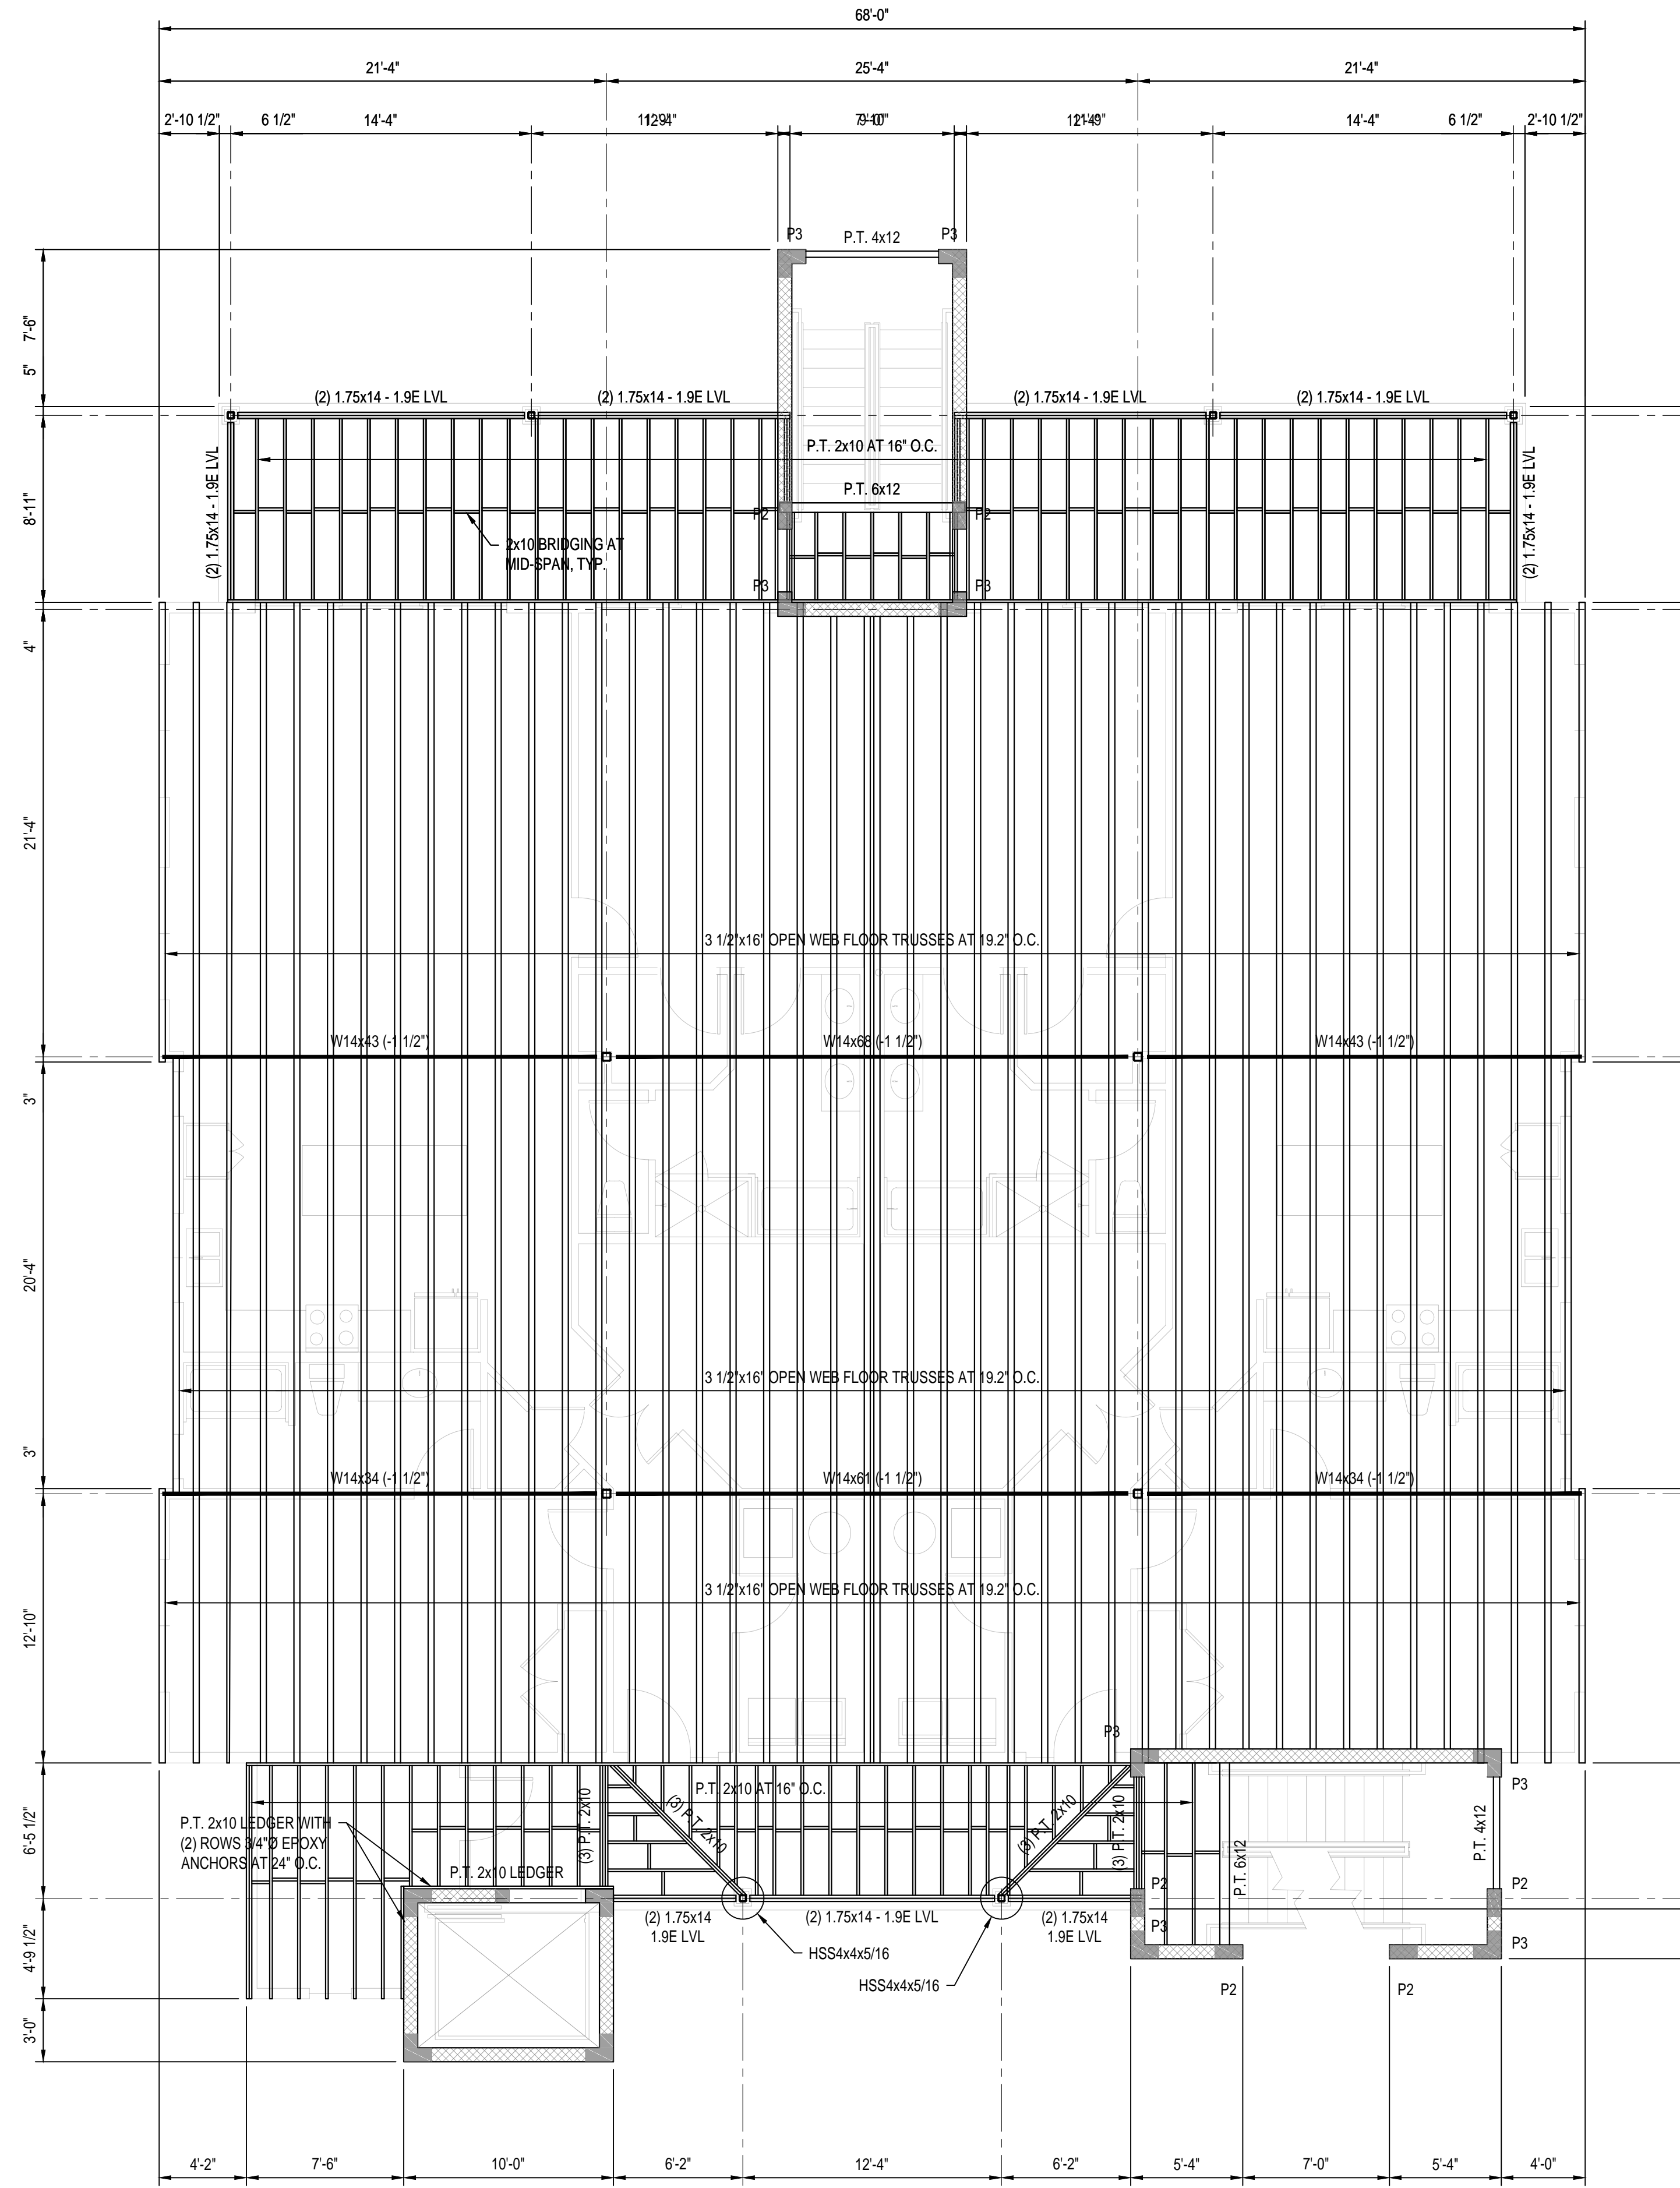 68'-0"
21'-4"
25'-4"
21'-4"
2'-10 1/2"
6 1/2"
14'-4"
14'-4"
6 1/2"
2'-10 1/2"
P3
P.T. 4x12
P3
7'-6"
5"
(2) 1.75x14 - 1.9E LVL
(2) 1.75x14 - 1.9E LVL
(2) 1.75x14 - 1.9E LVL
(2) 1.75x14 - 1.9E LVL
P.T. 2x10 AT 16" O.C.
(2) 1.75x14 - 1.9E LVL
(2) 1.75x14 - 1.9E LVL
8'-11"
P.T. 6x12
P2
P2
2x10 BRIDGING AT
MID-SPAN, TYP.
P3
P3
4"
21'-4"
3 1/2"x16" OPEN WEB FLOOR TRUSSES AT 19.2" O.C.
W14x43 (-1 1/2")
W14x68 (-1 1/2")
W14x43 (-1 1/2")
3"
20'-4"
3 1/2"x16" OPEN WEB FLOOR TRUSSES AT 19.2" O.C.
3"
W14x34 (-1 1/2")
W14x61 (-1 1/2")
W14x34 (-1 1/2")
3 1/2"x16" OPEN WEB FLOOR TRUSSES AT 19.2" O.C.
12'-10"
P3
P.T. 2x10 AT 16" O.C.
P3
6'-5 1/2"
P.T. 2x10 LEDGER WITH
(2) ROWS 3/4"Ø EPOXY
ANCHORS AT 24" O.C.
(3) P.T. 2x10
(3) P.T. 2x10
(3) P.T. 2x10
(3) P.T. 2x10
P.T. 6x12
P.T. 4x12
P.T. 2x10 LEDGER
P2
P2
(2) 1.75x14
1.9E LVL
(2) 1.75x14 - 1.9E LVL
(2) 1.75x14
1.9E LVL
P3
P3
HSS4x4x5/16
HSS4x4x5/16
P2
P2
4'-9 1/2"
3'-0"
4'-2"
7'-6"
10'-0"
6'-2"
12'-4"
6'-2"
5'-4"
7'-0"
5'-4"
4'-0"